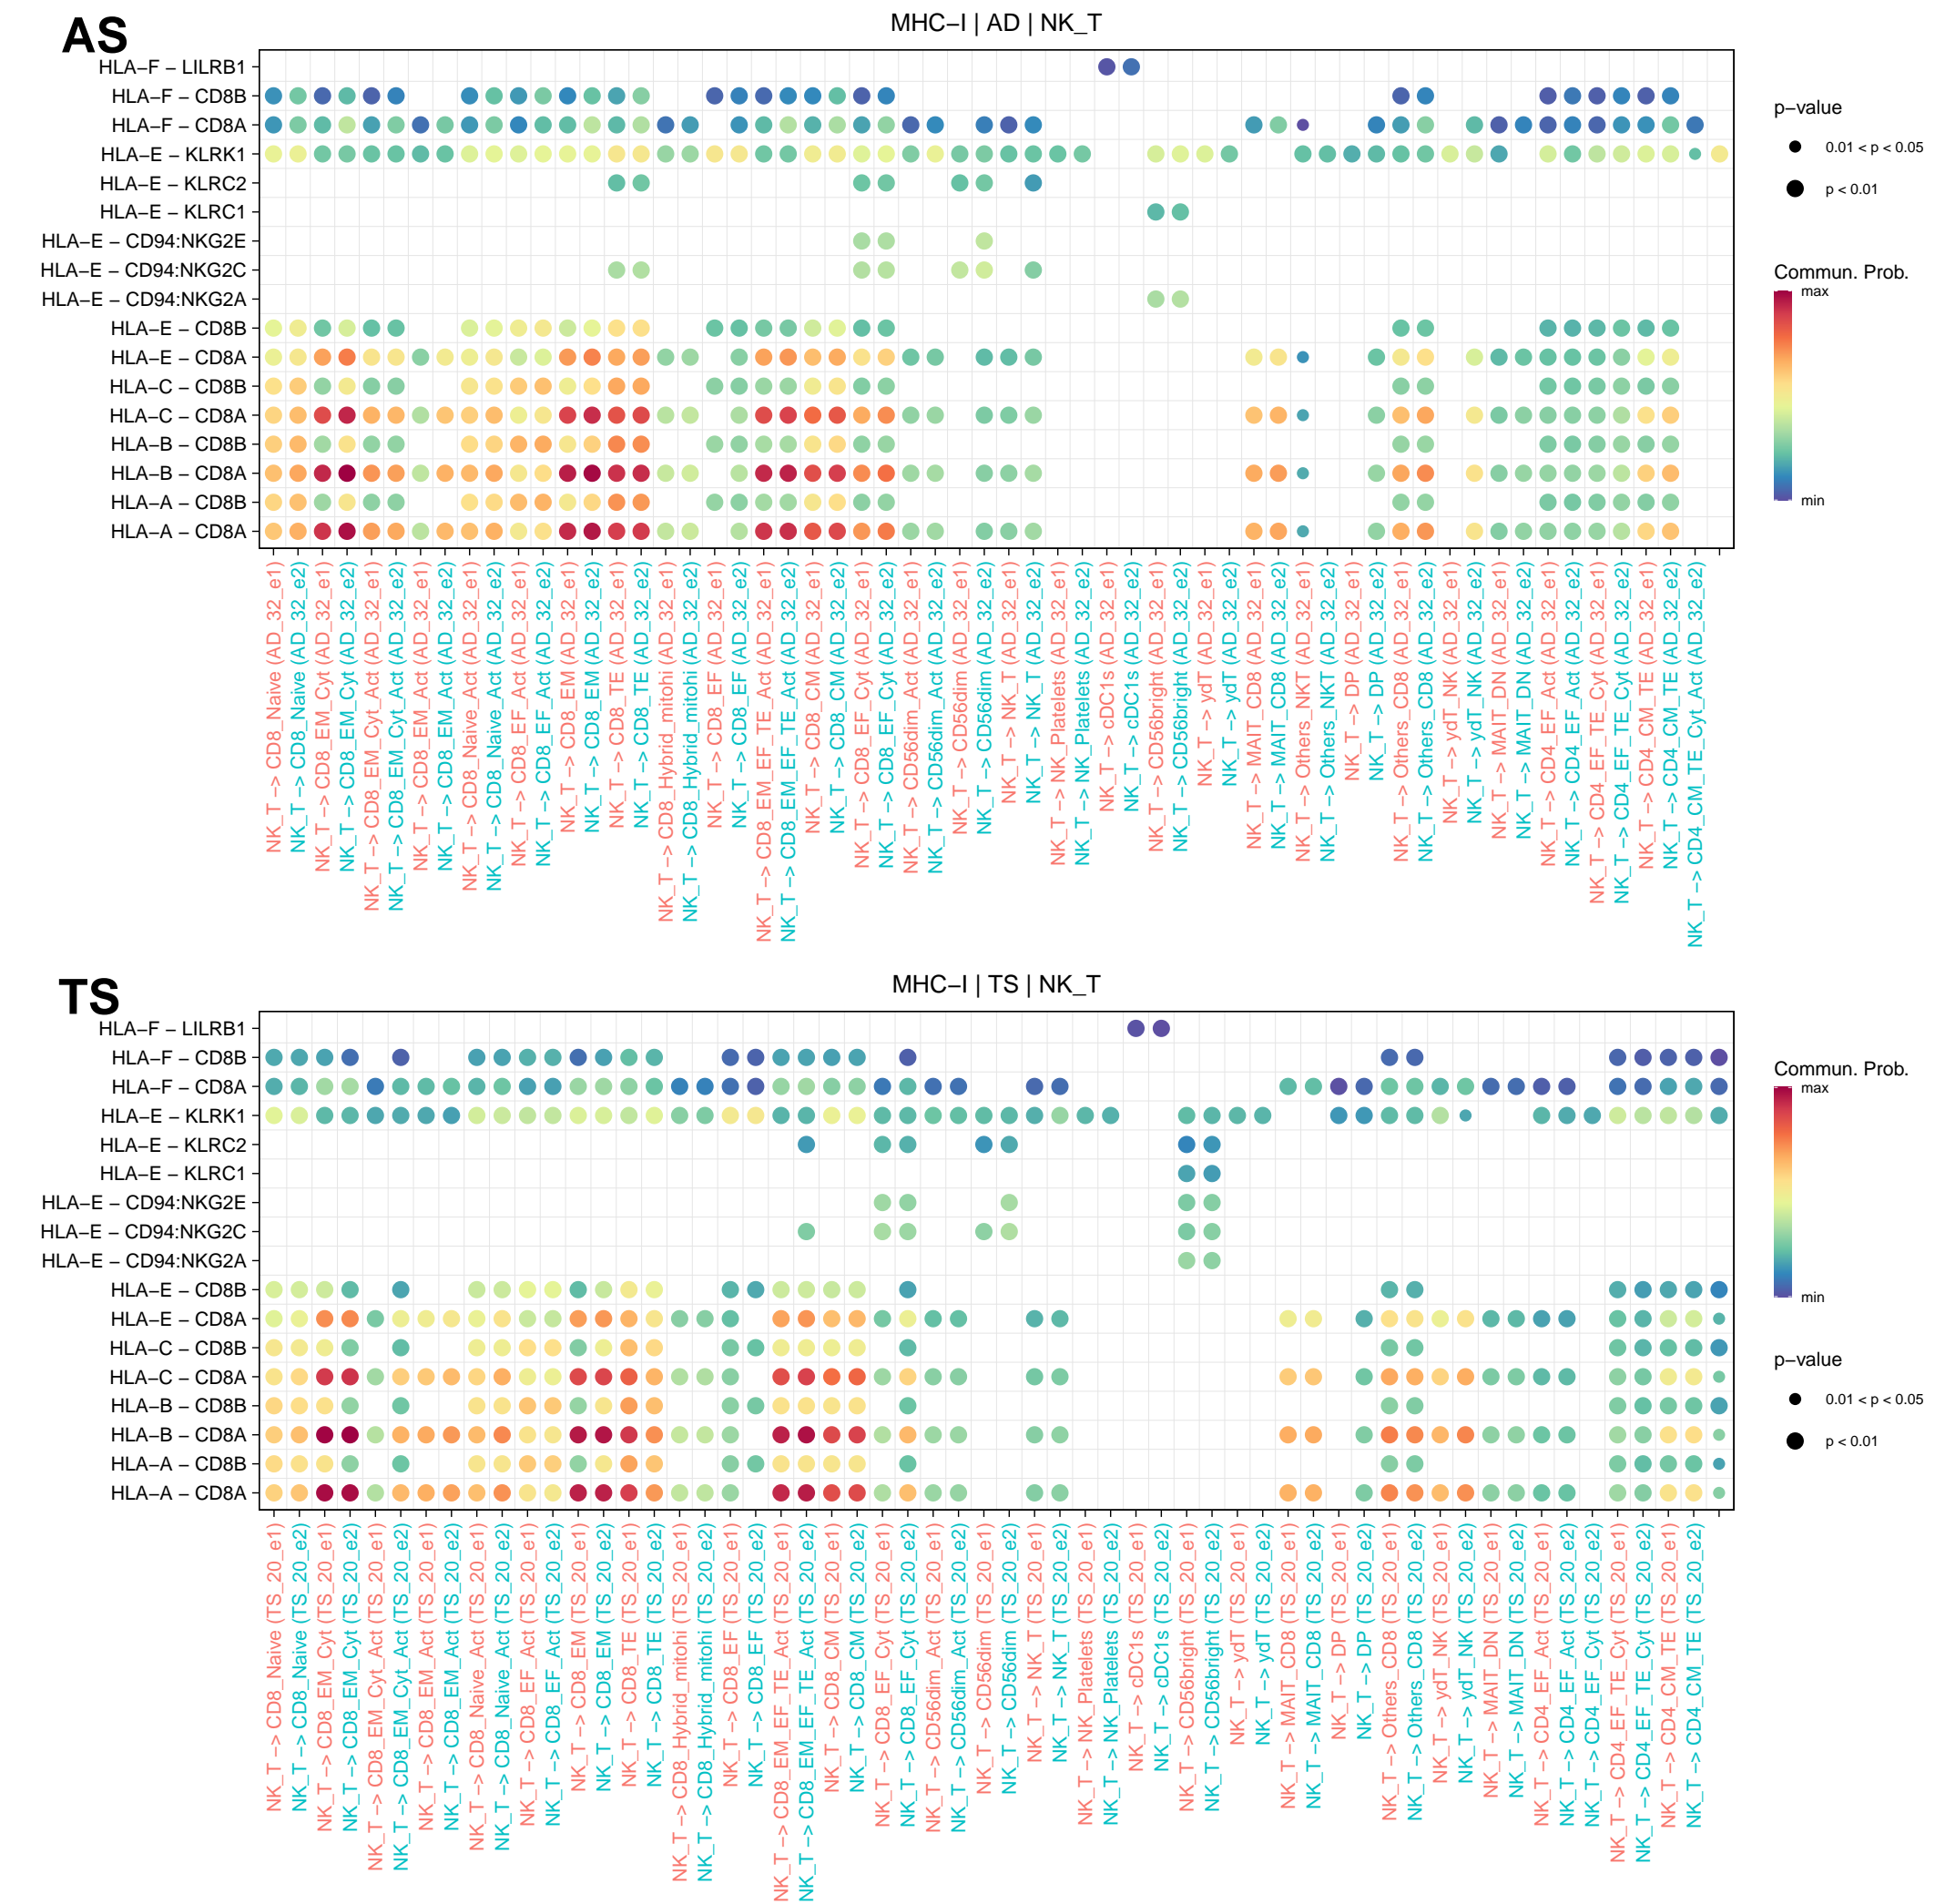 AS
MHC−I | AD | NK_T
HLA−F − LILRB1
HLA−F − CD8B
HLA−F − CD8A
HLA−E − KLRK1
HLA−E − KLRC2
HLA−E − KLRC1
HLA−E − CD94:NKG2E
HLA−E − CD94:NKG2C
HLA−E − CD94:NKG2A
HLA−E − CD8B
HLA−E − CD8A
HLA−C − CD8B
HLA−C − CD8A
HLA−B − CD8B
HLA−B − CD8A
HLA−A − CD8B
HLA−A − CD8A
NK_T −> CD8_Naive (AD_32_e1)
NK_T −> CD8_Naive (AD_32_e2)
NK_T −> CD8_EM_Cyt (AD_32_e1)
NK_T −> CD8_EM_Cyt (AD_32_e2)
NK_T −> CD8_EM_Cyt_Act (AD_32_e1)
NK_T −> CD8_EM_Cyt_Act (AD_32_e2)
NK_T −> CD8_EM_Act (AD_32_e1)
NK_T −> CD8_EM_Act (AD_32_e2)
NK_T −> CD8_Naive_Act (AD_32_e1)
NK_T −> CD8_Naive_Act (AD_32_e2)
NK_T −> CD8_EF_Act (AD_32_e1)
NK_T −> CD8_EF_Act (AD_32_e2)
NK_T −> CD8_EM (AD_32_e1)
NK_T −> CD8_EM (AD_32_e2)
NK_T −> CD8_TE (AD_32_e1)
NK_T −> CD8_TE (AD_32_e2)
NK_T −> CD8_Hybrid_mitohi (AD_32_e1)
NK_T −> CD8_Hybrid_mitohi (AD_32_e2)
NK_T −> CD8_EF (AD_32_e1)
NK_T −> CD8_EF (AD_32_e2)
NK_T −> CD8_EM_EF_TE_Act (AD_32_e1)
NK_T −> CD8_EM_EF_TE_Act (AD_32_e2)
NK_T −> CD8_CM (AD_32_e1)
NK_T −> CD8_CM (AD_32_e2)
NK_T −> CD8_EF_Cyt (AD_32_e1)
NK_T −> CD8_EF_Cyt (AD_32_e2)
NK_T −> CD56dim_Act (AD_32_e1)
NK_T −> CD56dim_Act (AD_32_e2)
NK_T −> CD56dim (AD_32_e1)
NK_T −> CD56dim (AD_32_e2)
NK_T −> NK_T (AD_32_e1)
NK_T −> NK_T (AD_32_e2)
NK_T −> NK_Platelets (AD_32_e1)
NK_T −> NK_Platelets (AD_32_e2)
NK_T −> cDC1s (AD_32_e1)
NK_T −> cDC1s (AD_32_e2)
NK_T −> CD56bright (AD_32_e1)
NK_T −> CD56bright (AD_32_e2)
NK_T −> ydT (AD_32_e1)
NK_T −> ydT (AD_32_e2)
NK_T −> MAIT_CD8 (AD_32_e1)
NK_T −> MAIT_CD8 (AD_32_e2)
NK_T −> Others_NKT (AD_32_e1)
NK_T −> Others_NKT (AD_32_e2)
NK_T −> DP (AD_32_e1)
NK_T −> DP (AD_32_e2)
NK_T −> Others_CD8 (AD_32_e1)
NK_T −> Others_CD8 (AD_32_e2)
NK_T −> ydT_NK (AD_32_e1)
NK_T −> ydT_NK (AD_32_e2)
NK_T −> MAIT_DN (AD_32_e1)
NK_T −> MAIT_DN (AD_32_e2)
NK_T −> CD4_EF_Act (AD_32_e1)
NK_T −> CD4_EF_Act (AD_32_e2)
NK_T −> CD4_EF_TE_Cyt (AD_32_e1)
NK_T −> CD4_EF_TE_Cyt (AD_32_e2)
NK_T −> CD4_CM_TE (AD_32_e1)
NK_T −> CD4_CM_TE (AD_32_e2)
NK_T −> CD4_CM_TE_Cyt_Act (AD_32_e2)
p−value
0.01 < p < 0.05
p < 0.01
Commun. Prob.
max
min
TS
MHC−I | TS | NK_T
HLA−F − LILRB1
HLA−F − CD8B
HLA−F − CD8A
HLA−E − KLRK1
HLA−E − KLRC2
HLA−E − KLRC1
HLA−E − CD94:NKG2E
HLA−E − CD94:NKG2C
HLA−E − CD94:NKG2A
HLA−E − CD8B
HLA−E − CD8A
HLA−C − CD8B
HLA−C − CD8A
HLA−B − CD8B
HLA−B − CD8A
HLA−A − CD8B
HLA−A − CD8A
NK_T −> CD8_Naive (TS_20_e1)
NK_T −> CD8_Naive (TS_20_e2)
NK_T −> CD8_EM_Cyt (TS_20_e1)
NK_T −> CD8_EM_Cyt (TS_20_e2)
NK_T −> CD8_EM_Cyt_Act (TS_20_e1)
NK_T −> CD8_EM_Cyt_Act (TS_20_e2)
NK_T −> CD8_EM_Act (TS_20_e1)
NK_T −> CD8_EM_Act (TS_20_e2)
NK_T −> CD8_Naive_Act (TS_20_e1)
NK_T −> CD8_Naive_Act (TS_20_e2)
NK_T −> CD8_EF_Act (TS_20_e1)
NK_T −> CD8_EF_Act (TS_20_e2)
NK_T −> CD8_EM (TS_20_e1)
NK_T −> CD8_EM (TS_20_e2)
NK_T −> CD8_TE (TS_20_e1)
NK_T −> CD8_TE (TS_20_e2)
NK_T −> CD8_Hybrid_mitohi (TS_20_e1)
NK_T −> CD8_Hybrid_mitohi (TS_20_e2)
NK_T −> CD8_EF (TS_20_e1)
NK_T −> CD8_EF (TS_20_e2)
NK_T −> CD8_EM_EF_TE_Act (TS_20_e1)
NK_T −> CD8_EM_EF_TE_Act (TS_20_e2)
NK_T −> CD8_CM (TS_20_e1)
NK_T −> CD8_CM (TS_20_e2)
NK_T −> CD8_EF_Cyt (TS_20_e1)
NK_T −> CD8_EF_Cyt (TS_20_e2)
NK_T −> CD56dim_Act (TS_20_e1)
NK_T −> CD56dim_Act (TS_20_e2)
NK_T −> CD56dim (TS_20_e1)
NK_T −> CD56dim (TS_20_e2)
NK_T −> NK_T (TS_20_e1)
NK_T −> NK_T (TS_20_e2)
NK_T −> NK_Platelets (TS_20_e1)
NK_T −> NK_Platelets (TS_20_e2)
NK_T −> cDC1s (TS_20_e1)
NK_T −> cDC1s (TS_20_e2)
NK_T −> CD56bright (TS_20_e1)
NK_T −> CD56bright (TS_20_e2)
NK_T −> ydT (TS_20_e1)
NK_T −> ydT (TS_20_e2)
NK_T −> MAIT_CD8 (TS_20_e1)
NK_T −> MAIT_CD8 (TS_20_e2)
NK_T −> DP (TS_20_e1)
NK_T −> DP (TS_20_e2)
NK_T −> Others_CD8 (TS_20_e1)
NK_T −> Others_CD8 (TS_20_e2)
NK_T −> ydT_NK (TS_20_e1)
NK_T −> ydT_NK (TS_20_e2)
NK_T −> MAIT_DN (TS_20_e1)
NK_T −> MAIT_DN (TS_20_e2)
NK_T −> CD4_EF_Act (TS_20_e1)
NK_T −> CD4_EF_Act (TS_20_e2)
NK_T −> CD4_EF_Cyt (TS_20_e2)
NK_T −> CD4_EF_TE_Cyt (TS_20_e1)
NK_T −> CD4_EF_TE_Cyt (TS_20_e2)
NK_T −> CD4_CM_TE (TS_20_e1)
NK_T −> CD4_CM_TE (TS_20_e2)
Commun. Prob.
max
min
p−value
0.01 < p < 0.05
p < 0.01